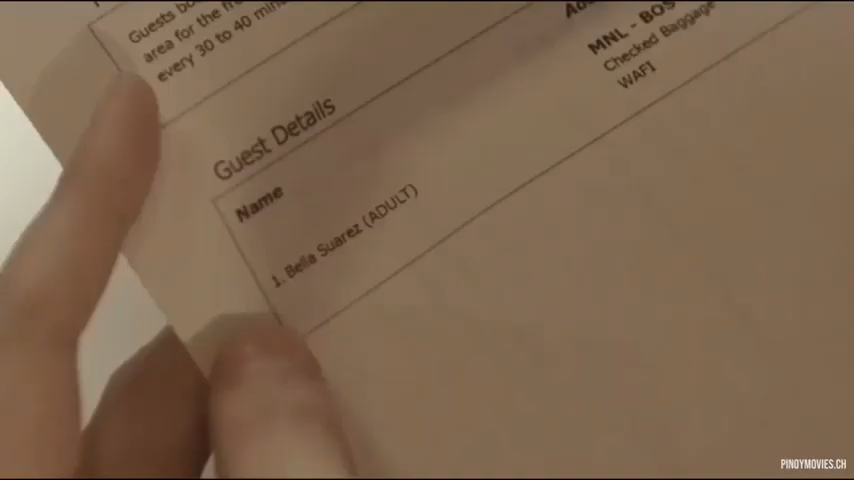 Guests bo
area for the fr
every 30 to 40 min
Guest Details
Name
1. Bella Suarez (ADULT)
MNL - BOS
Checked Baggage
WAFI
PINOYMOVIES.CH